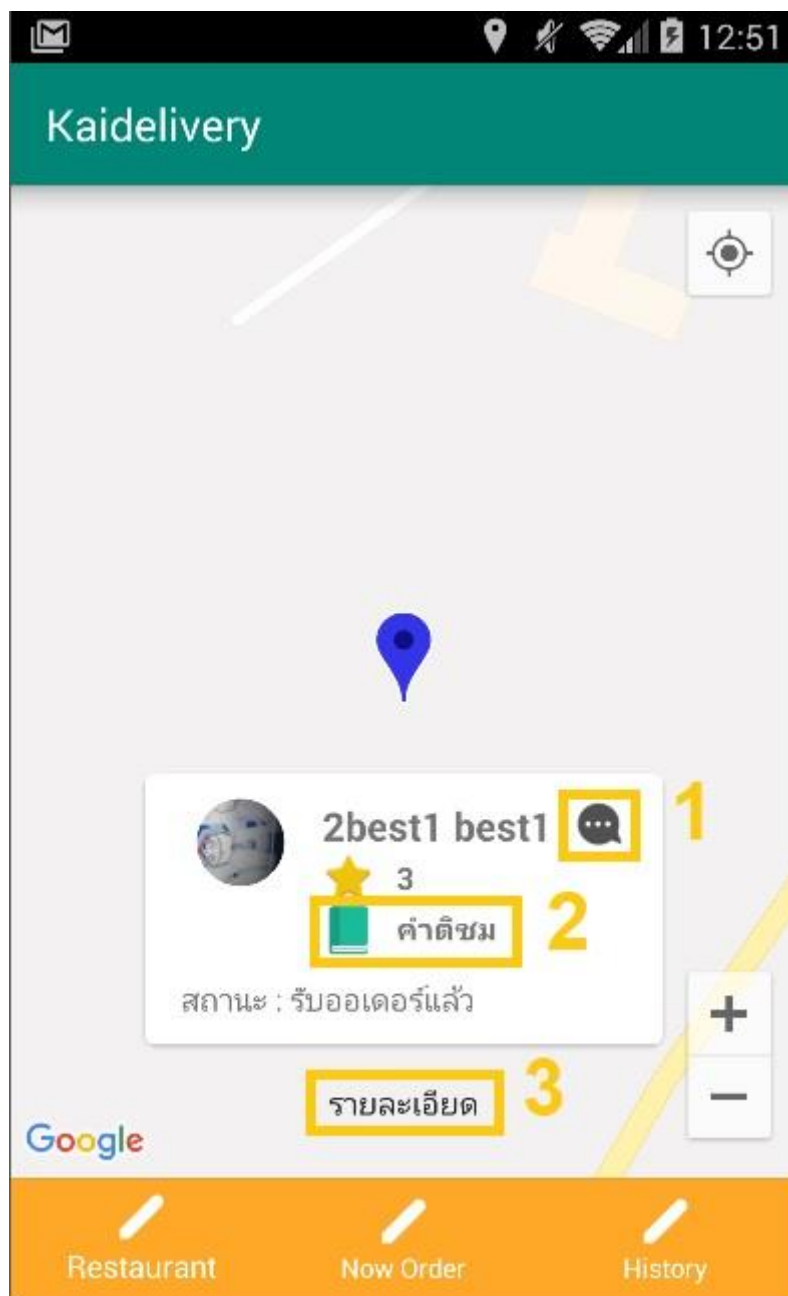 12:51
Kaidelivery
2best1 best1
1
3
คำติชม
2
สถานะ : รับออเดอร์แล้ว
รายละเอียด
3
Google
Restaurant
Now Order
History